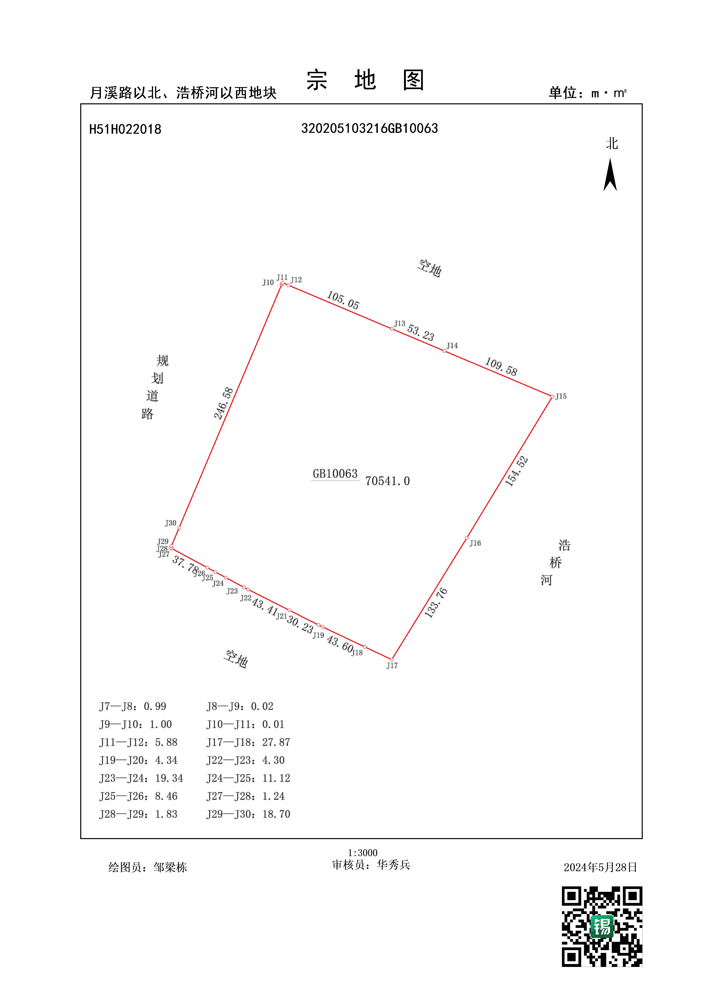 宗 地 图
月溪路以北、浩桥河以西地块
单位：m·㎡
H51H022018
320205103216GB10063
北
空地
J10
J11
J12
105.05
J13
53.23
J14
109.58
J15
规
划
道
路
246.58
154.52
GB10063
70541.0
J30
J29
J28
J27
37.78
J26
J25
J24
J23
J22
43.41
J21
30.23
J19
43.60
J18
J17
J16
133.76
浩
桥
河
空地
J7—J8：0.99 J8—J9：0.02
J9—J10：1.00 J10—J11：0.01
J11—J12：5.88 J17—J18：27.87
J19—J20：4.34 J22—J23：4.30
J23—J24：19.34 J24—J25：11.12
J25—J26：8.46 J27—J28：1.24
J28—J29：1.83 J29—J30：18.70
1:3000
绘图员：邹梁栋
审核员：华秀兵
2024年5月28日
锡